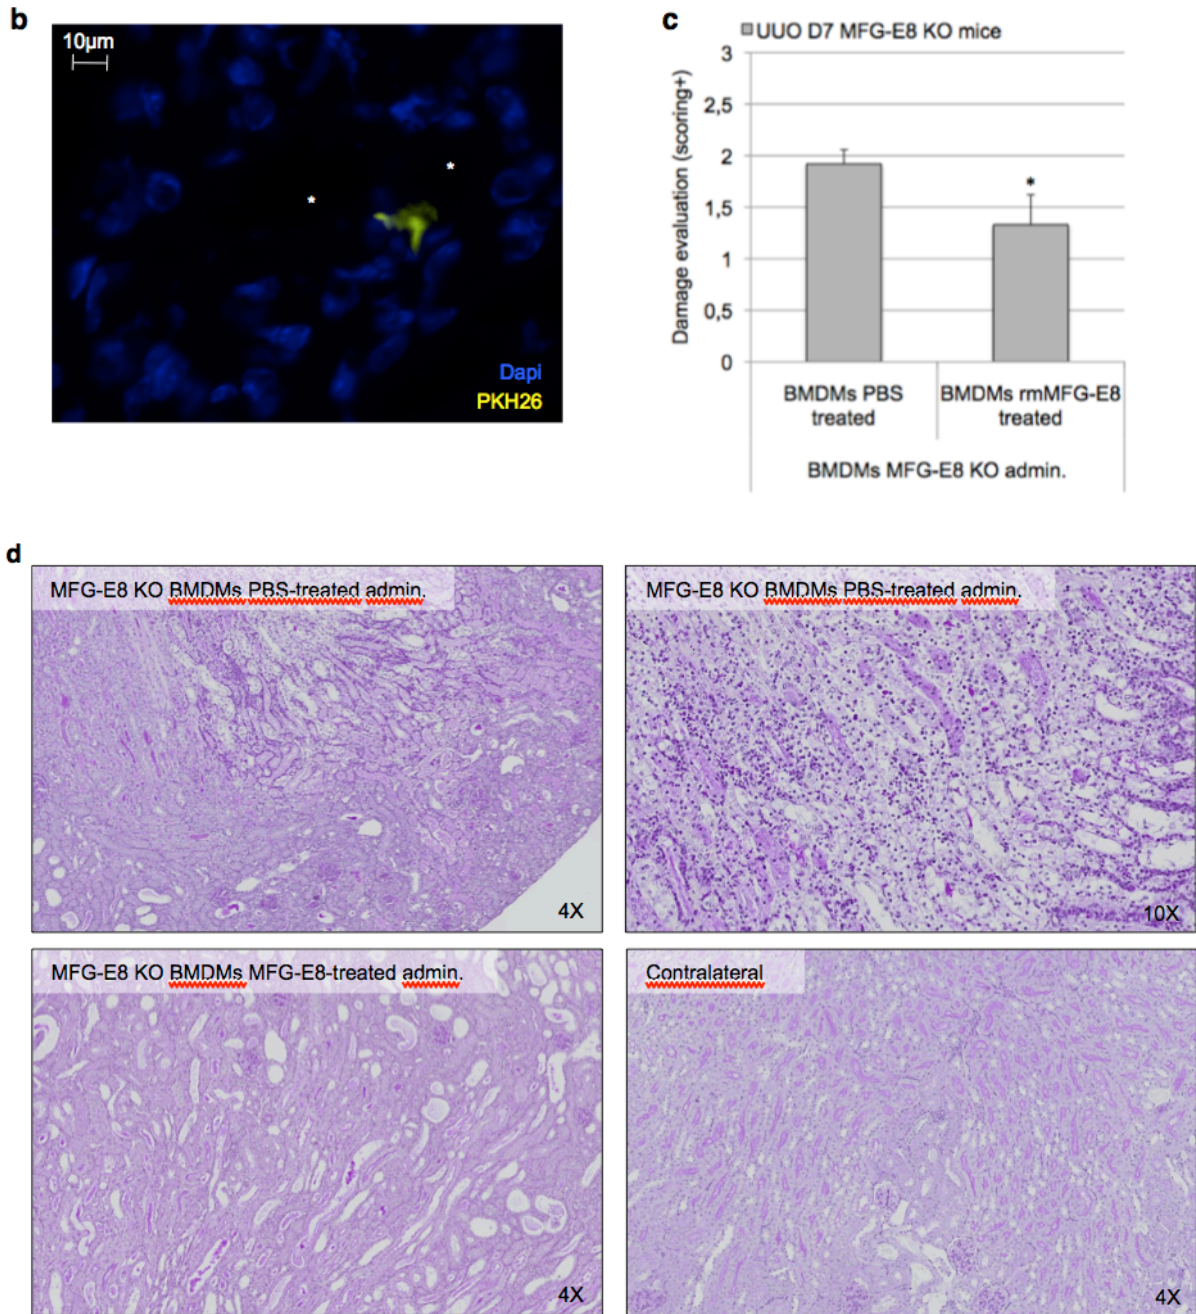 b
10µm
*
*
Dapi
PKH26
c
UUO D7 MFG-E8 KO mice
Damage evaluation (scoring+)
3
2,5
2
1,5
1
0,5
0
*
BMDMs PBS
treated
BMDMs rmMFG-E8
treated
BMDMs MFG-E8 KO admin.
d
MFG-E8 KO BMDMs PBS-treated admin.
4X
MFG-E8 KO BMDMs PBS-treated admin.
10X
MFG-E8 KO BMDMs MFG-E8-treated admin.
4X
Contralateral
4X